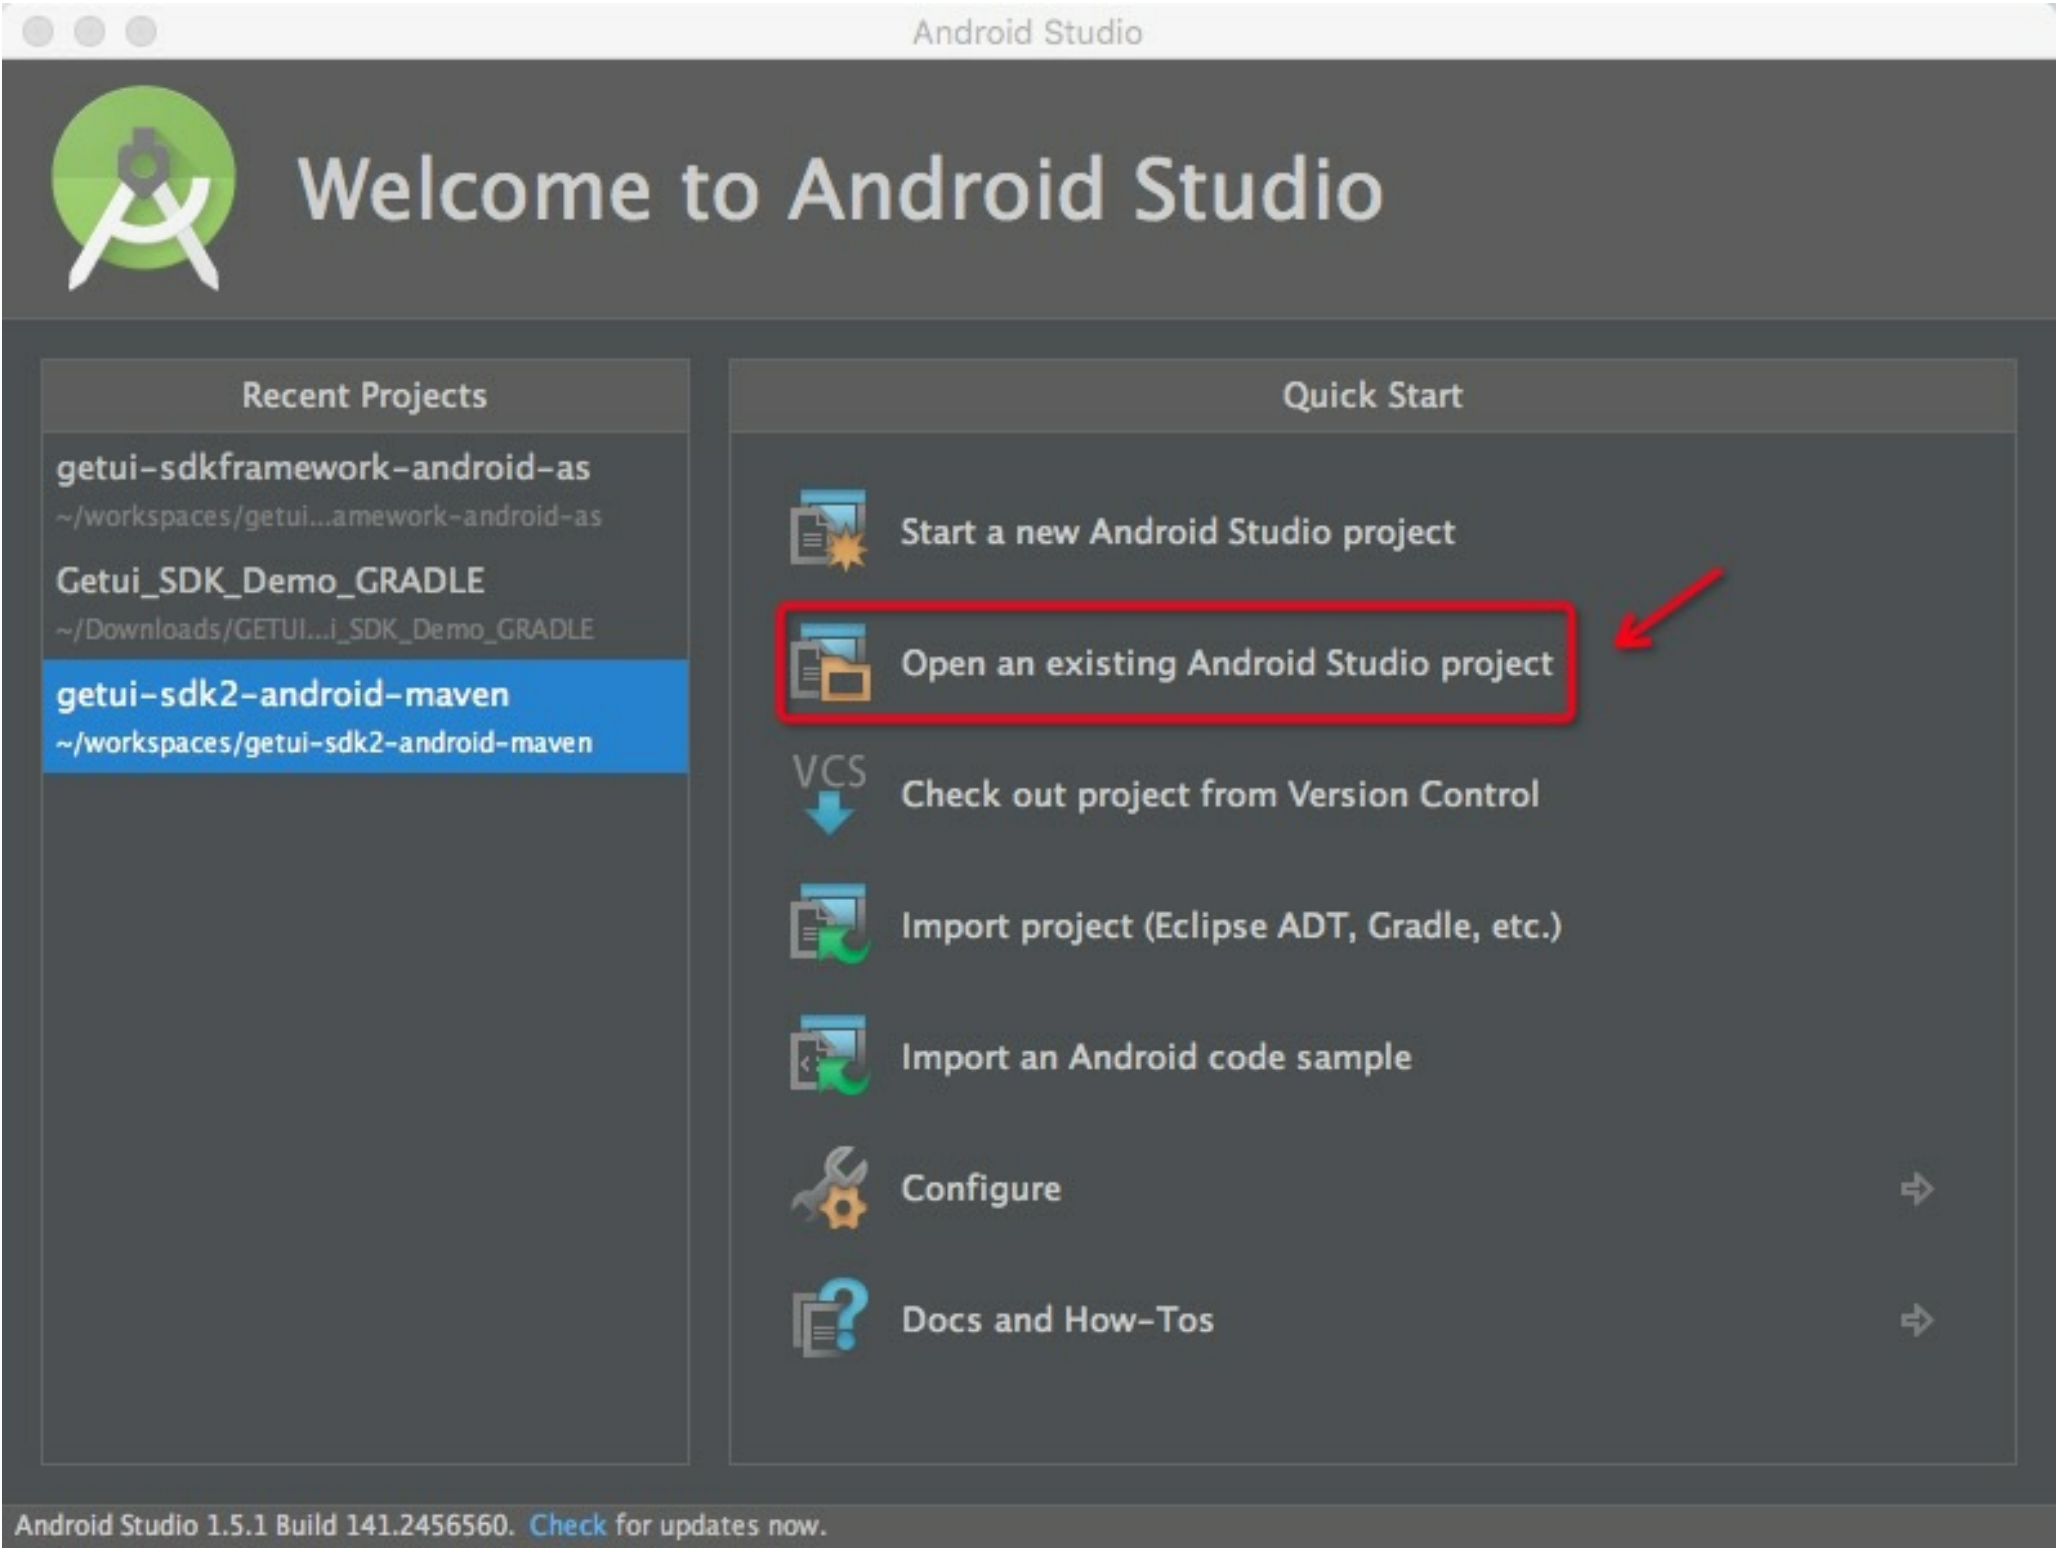 Android Studio
Welcome to Android Studio
Recent Projects
getui-sdkframework-android-as
~/workspaces/getui...amework-android-as
Getui_SDK_Demo_GRADLE
~/Downloads/GETUI...i_SDK_Demo_GRADLE
getui-sdk2-android-maven
~/workspaces/getui-sdk2-android-maven
Quick Start
Start a new Android Studio project
Open an existing Android Studio project
VCS
Check out project from Version Control
Import project (Eclipse ADT, Gradle, etc.)
Import an Android code sample
Configure
Docs and How-Tos
Android Studio 1.5.1 Build 141.2456560. Check for updates now.